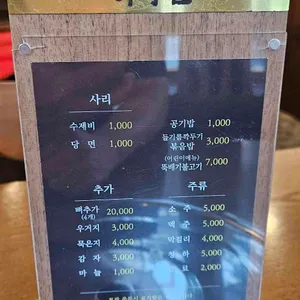 사리
수제비 1,000
당 면 1,000
공기밥 1,000
들기름깍두기
볶음밥 3,000
(어린이메뉴)
뚝배기불고기 7,000
추가
뼈추가 20,000
(4개)
우거지 3,000
묵은지 4,000
감 자 3,000
마 늘 1,000
주류
소 주 5,000
맥 주 5,000
막걸리 4,000
5,000
2,000